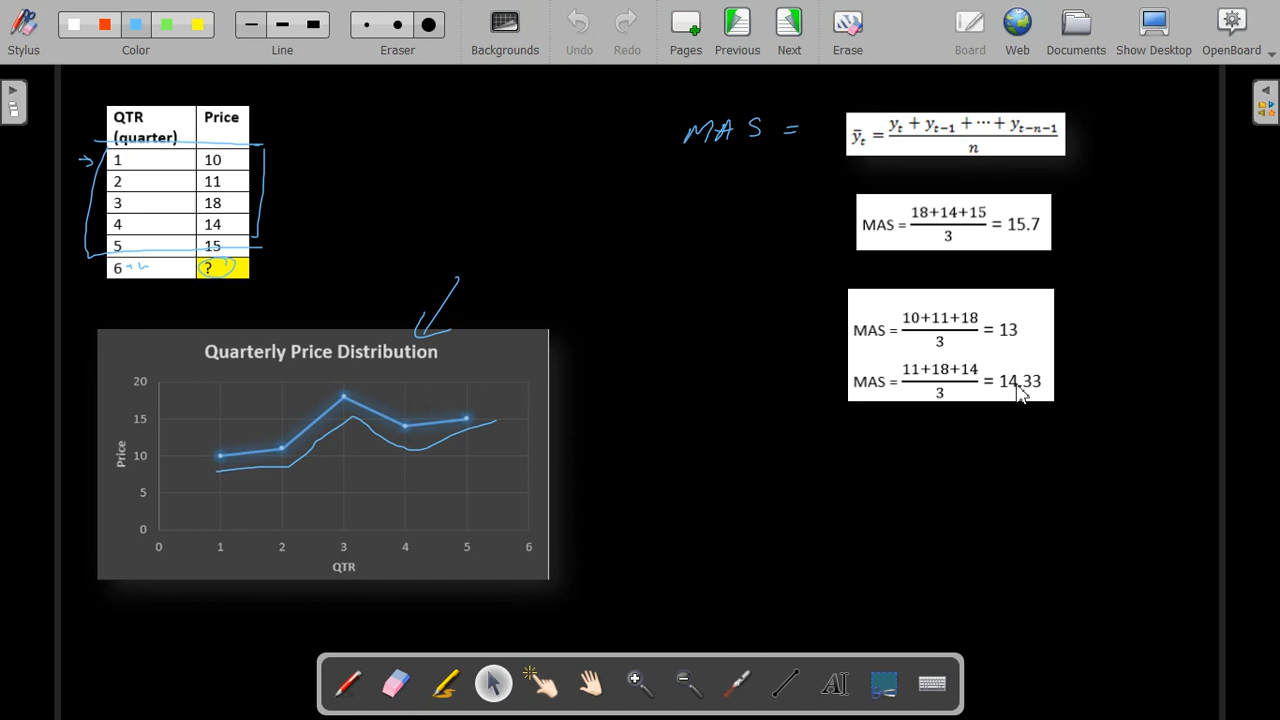 Stylus
Color
Line
Eraser
Backgrounds
Undo
Redo
Pages
Previous
Next
Erase
Board
Web
Documents
Show Desktop
OpenBoard
QTR (quarter) Price
1 10
2 11
3 18
4 14
5 15
6 ?
MAS =
ȳt = (yt + yt−1 + ⋯ + yt−n−1) / n
MAS = (18+14+15) / 3 = 15.7
MAS = (10+11+18) / 3 = 13
MAS = (11+18+14) / 3 = 14.33
Quarterly Price Distribution
20
15
10
5
0
Price
0 1 2 3 4 5 6
QTR
AI